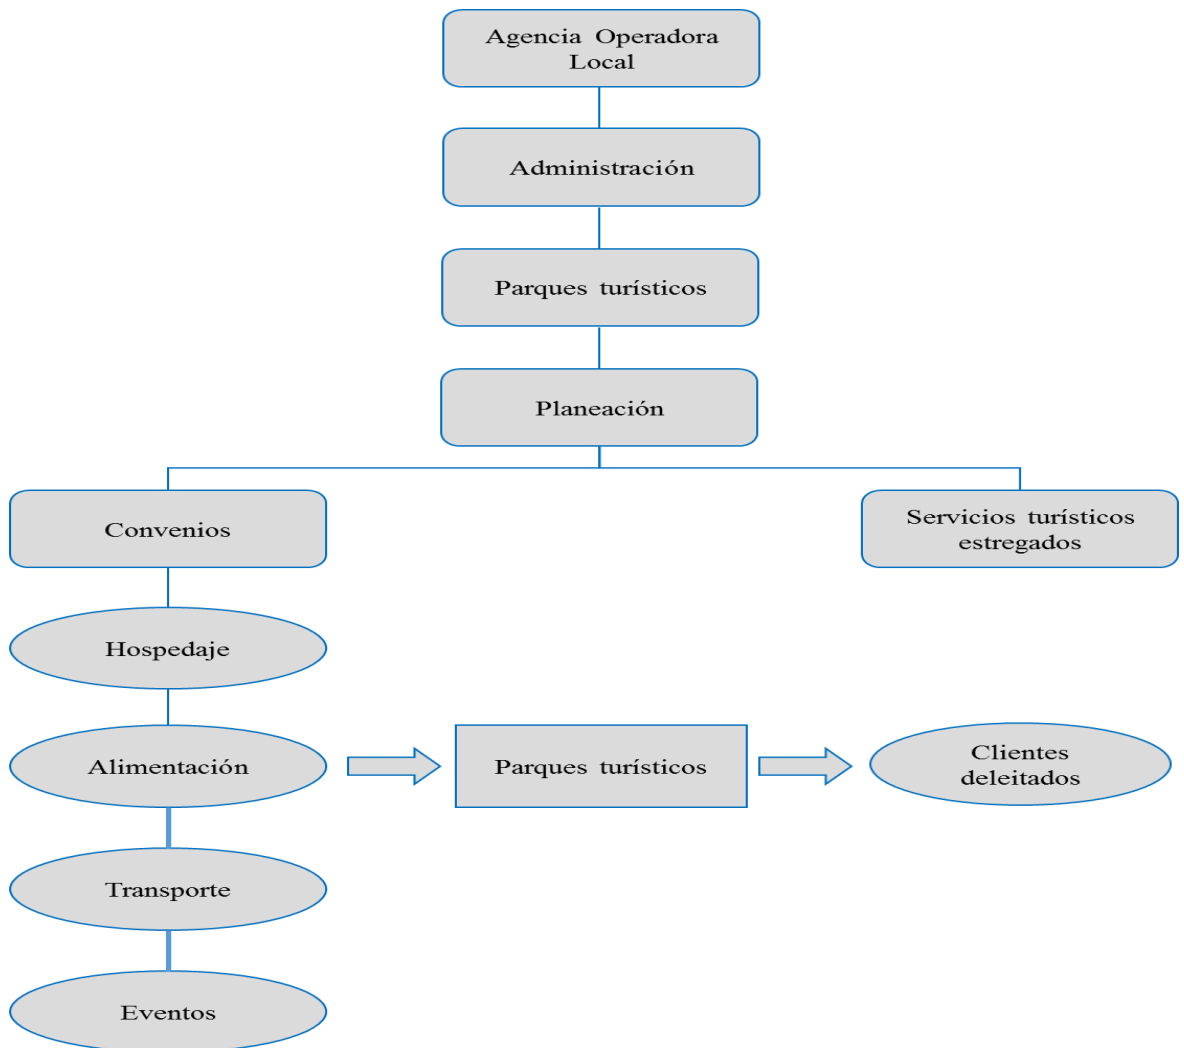 Agencia Operadora
Local
Administración
Parques turísticos
Planeación
Convenios
Servicios turísticos
estregados
Hospedaje
Alimentación
Parques turísticos
Clientes
deleitados
Transporte
Eventos